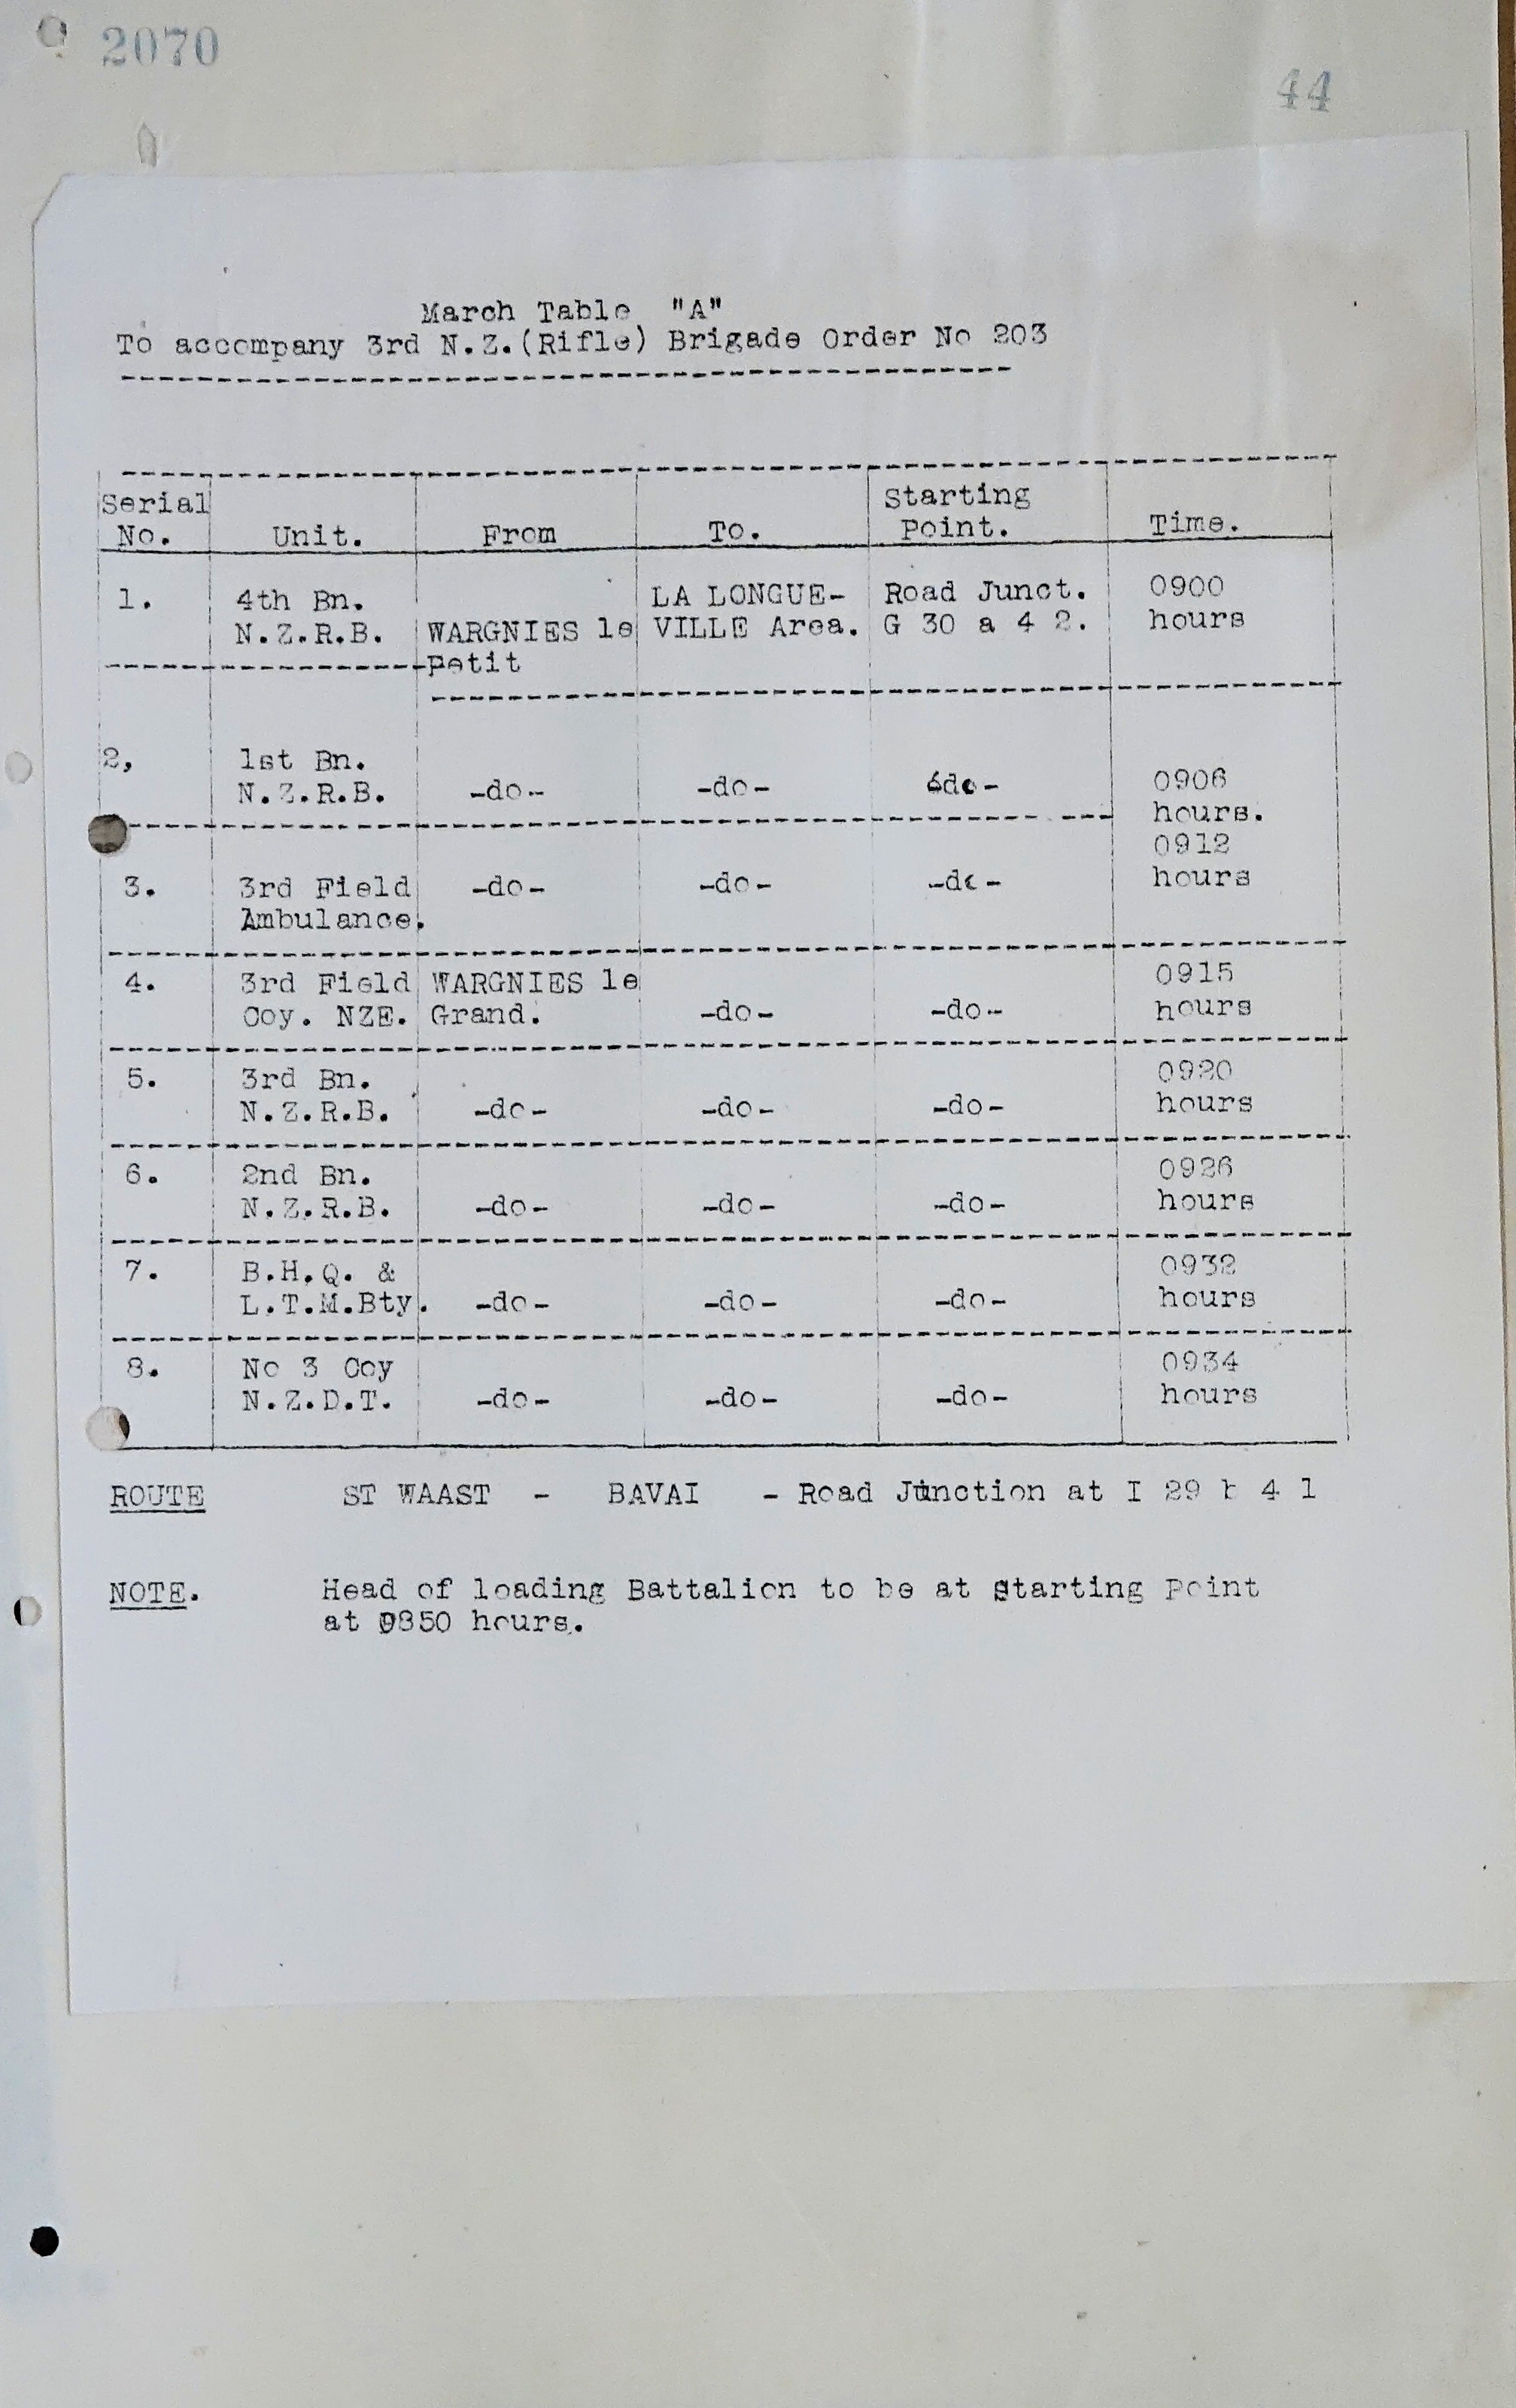 2070
44
March Table "A"
To accompany 3rd N.Z.(Rifle) Brigade Order No 203
Serial No. Unit. From To. Starting Point. Time.
1. 4th Bn. N.Z.R.B. WARGNIES le Petit LA LONGUE-VILLE Area. Road Junct. G 30 a 4 2. 0900 hours
2, 1st Bn. N.Z.R.B. -do- -do- -do- 0906 hours.
3. 3rd Field Ambulance. -do- -do- -do- 0912 hours
4. 3rd Field Coy. NZE. WARGNIES le Grand. -do- -do- 0915 hours
5. 3rd Bn. N.Z.R.B. -do- -do- -do- 0920 hours
6. 2nd Bn. N.Z.R.B. -do- -do- -do- 0926 hours
7. B.H.Q. & L.T.M.Bty. -do- -do- -do- 0932 hours
8. No 3 Coy N.Z.D.T. -do- -do- -do- 0934 hours
ROUTE ST WAAST - BAVAI - Road Junction at I 29 b 4 1
NOTE. Head of leading Battalion to be at Starting Point
at 0850 hours.